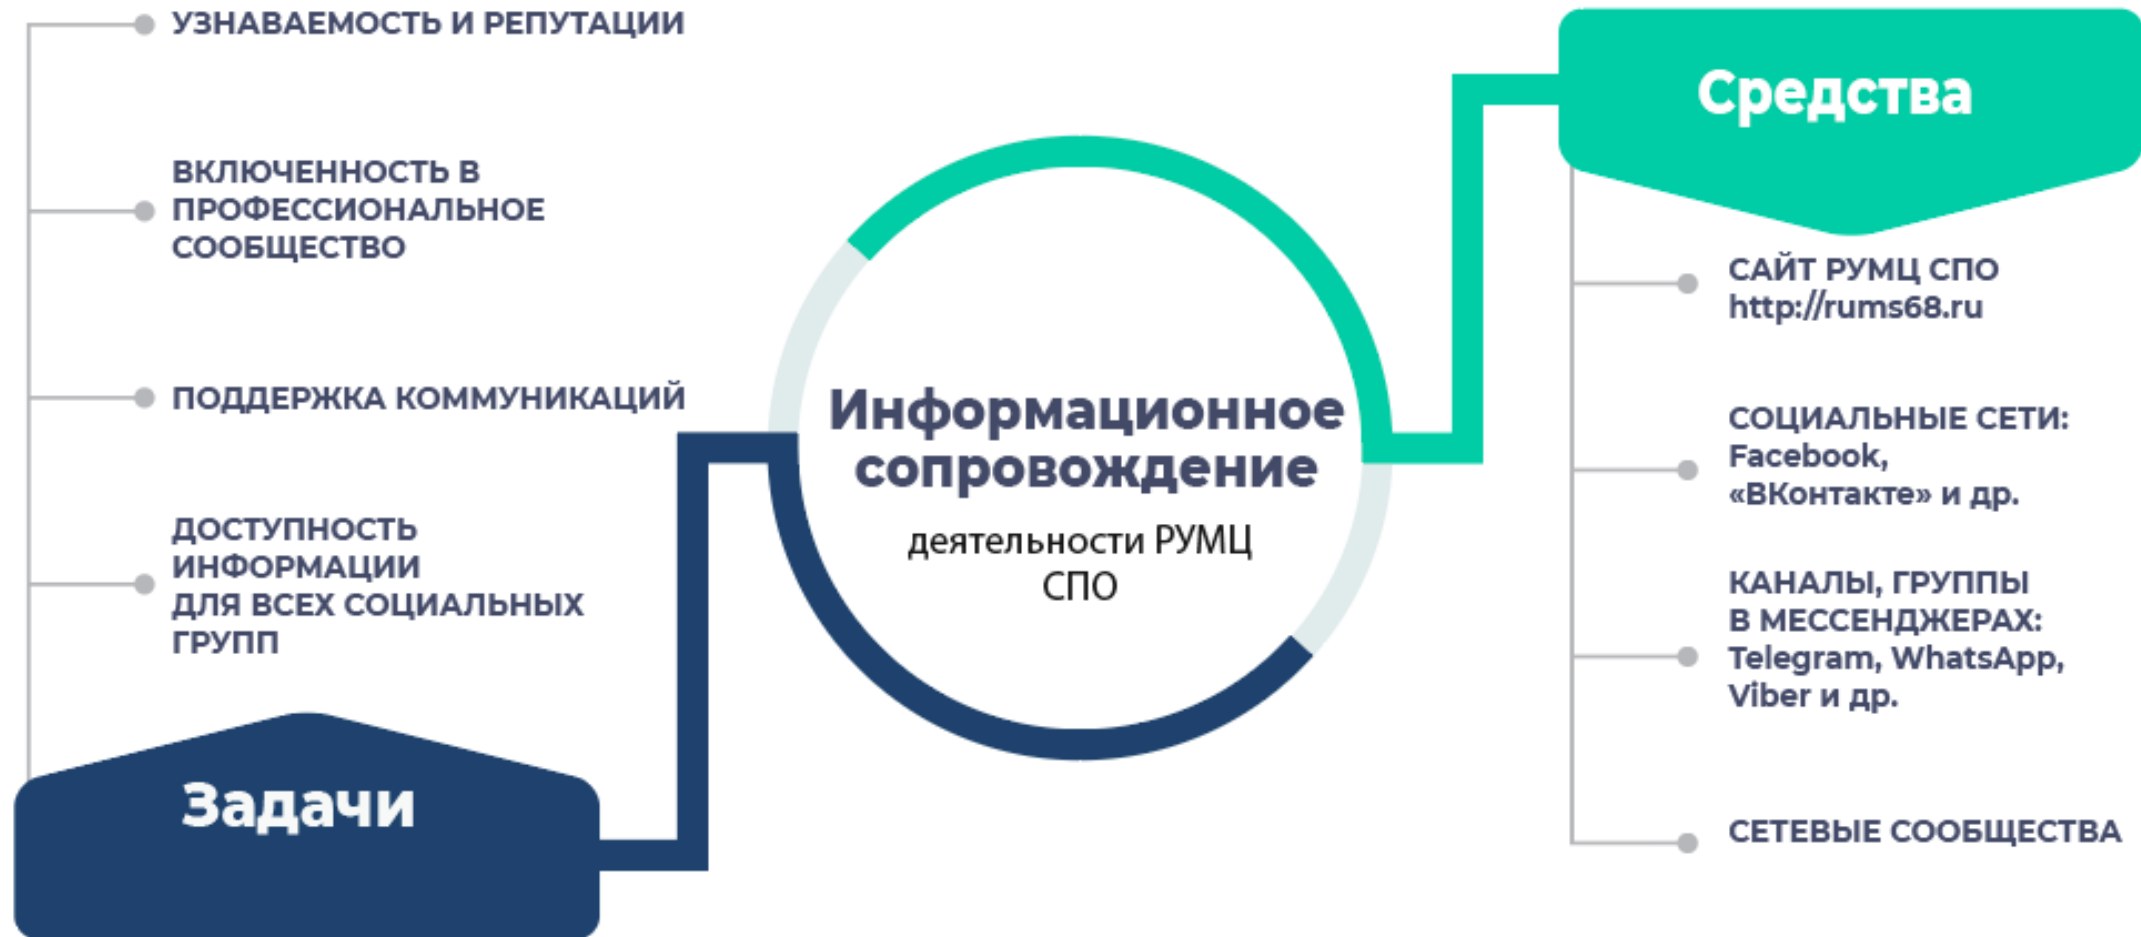 УЗНАВАЕМОСТЬ И РЕПУТАЦИИ
ВКЛЮЧЕННОСТЬ В
ПРОФЕССИОНАЛЬНОЕ
СООБЩЕСТВО
ПОДДЕРЖКА КОММУНИКАЦИЙ
ДОСТУПНОСТЬ
ИНФОРМАЦИИ
ДЛЯ ВСЕХ СОЦИАЛЬНЫХ
ГРУПП
Задачи
Информационное
сопровождение
деятельности РУМЦ
СПО
Средства
САЙТ РУМЦ СПО
http://rums68.ru
СОЦИАЛЬНЫЕ СЕТИ:
Facebook,
«ВКонтакте» и др.
КАНАЛЫ, ГРУППЫ
В МЕССЕНДЖЕРАХ:
Telegram, WhatsApp,
Viber и др.
СЕТЕВЫЕ СООБЩЕСТВА